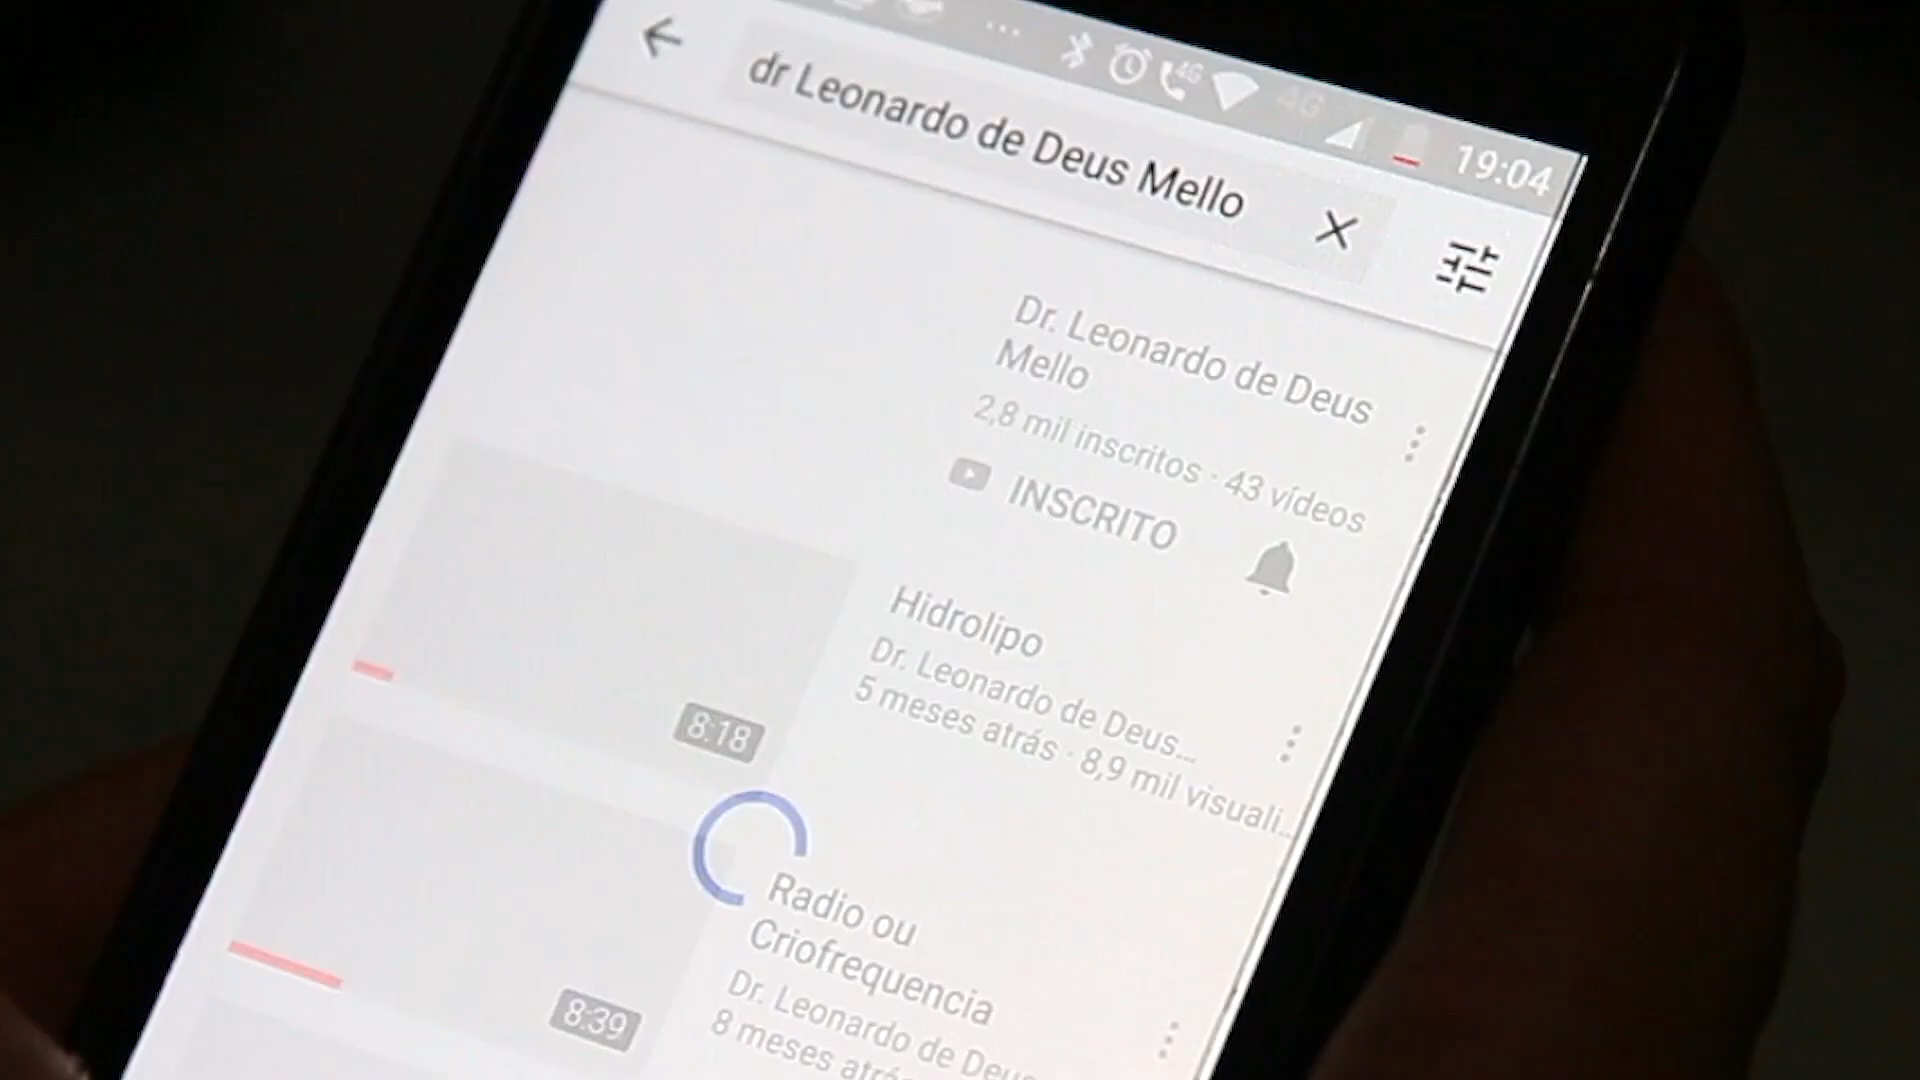 4G
4G
19:04
dr Leonardo de Deus Mello
Dr. Leonardo de Deus
Mello
2,8 mil inscritos · 43 vídeos
INSCRITO
Hidrolipo
Dr. Leonardo de Deus...
5 meses atrás · 8,9 mil visuali...
8:18
Radio ou
Criofrequencia
Dr. Leonardo de Deus
8 meses atrás
8:39